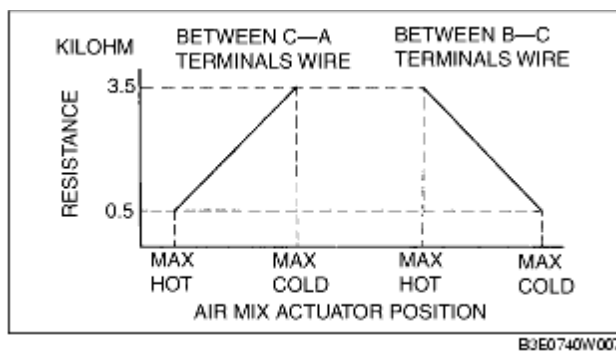 KILOHM
BETWEEN C—A
TERMINALS WIRE
BETWEEN B—C
TERMINALS WIRE
3.5
RESISTANCE
0.5
MAX
HOT
MAX
COLD
MAX
HOT
MAX
COLD
AIR MIX ACTUATOR POSITION